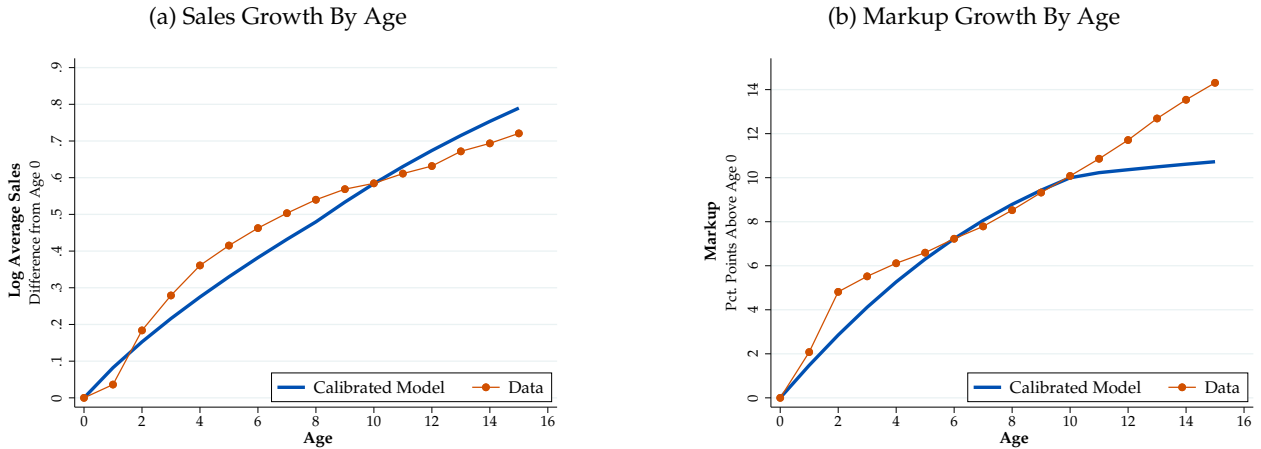 (a) Sales Growth By Age
Log Average Sales
Difference from Age 0
.9
.8
.7
.6
.5
.4
.3
.2
.1
0
0 2 4 6 8 10 12 14 16
Age
Calibrated Model Data
(b) Markup Growth By Age
Markup
Pct. Points Above Age 0
14
12
10
8
6
4
2
0
0 2 4 6 8 10 12 14 16
Age
Calibrated Model Data